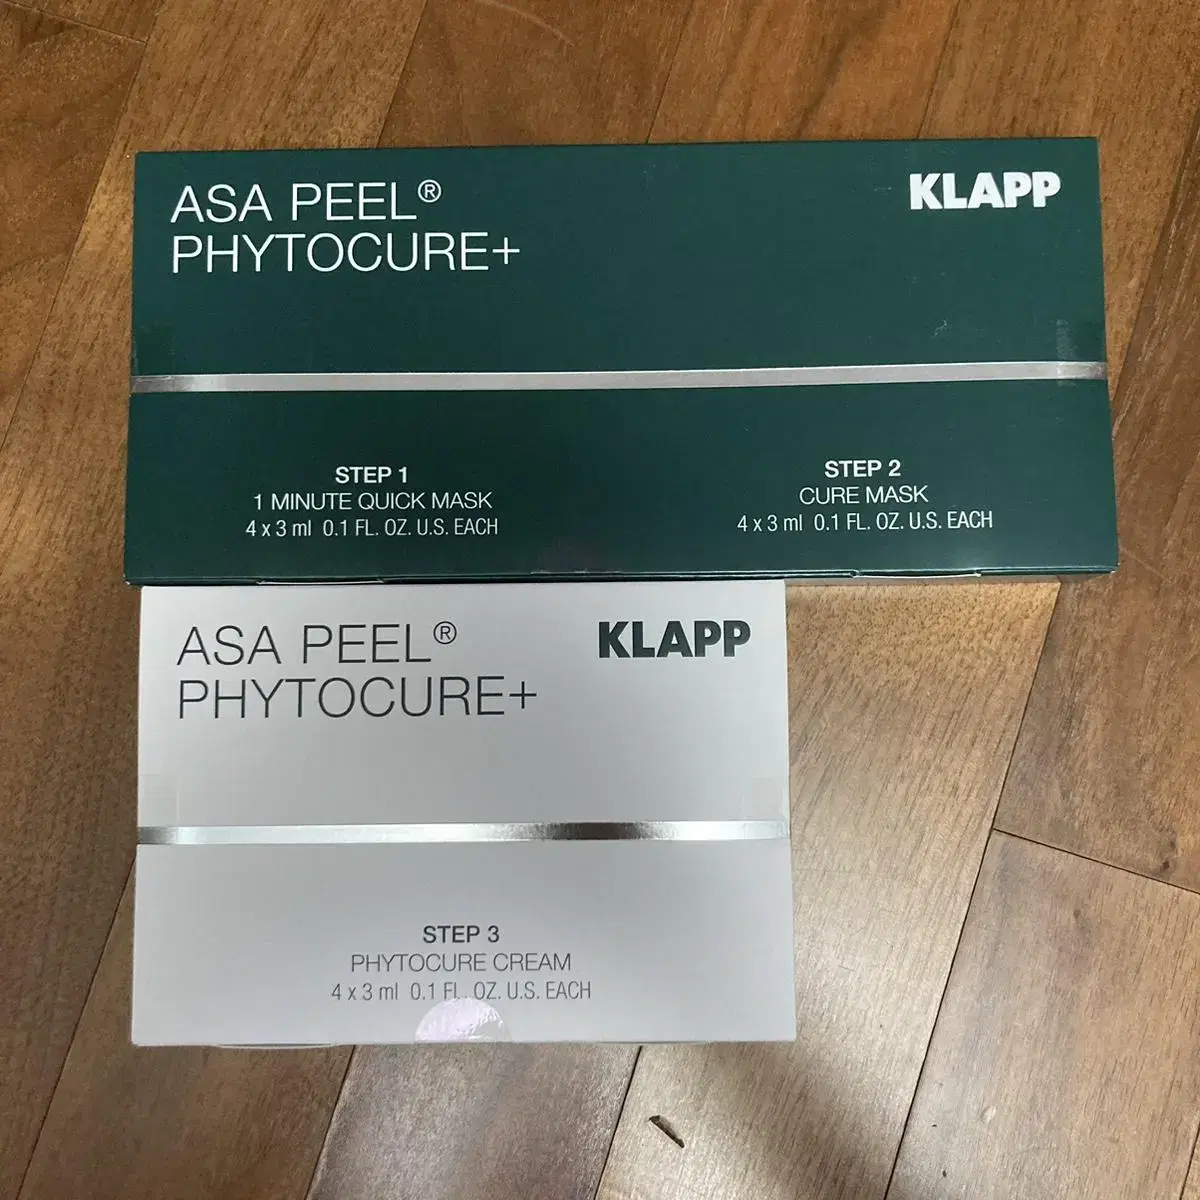 ASA PEEL®
PHYTOCURE+
KLAPP
STEP 1
1 MINUTE QUICK MASK
4 x 3 ml 0.1 FL. OZ. U.S. EACH
STEP 2
CURE MASK
4 x 3 ml 0.1 FL. OZ. U.S. EACH
ASA PEEL®
PHYTOCURE+
KLAPP
STEP 3
PHYTOCURE CREAM
4 x 3 ml 0.1 FL. OZ. U.S. EACH